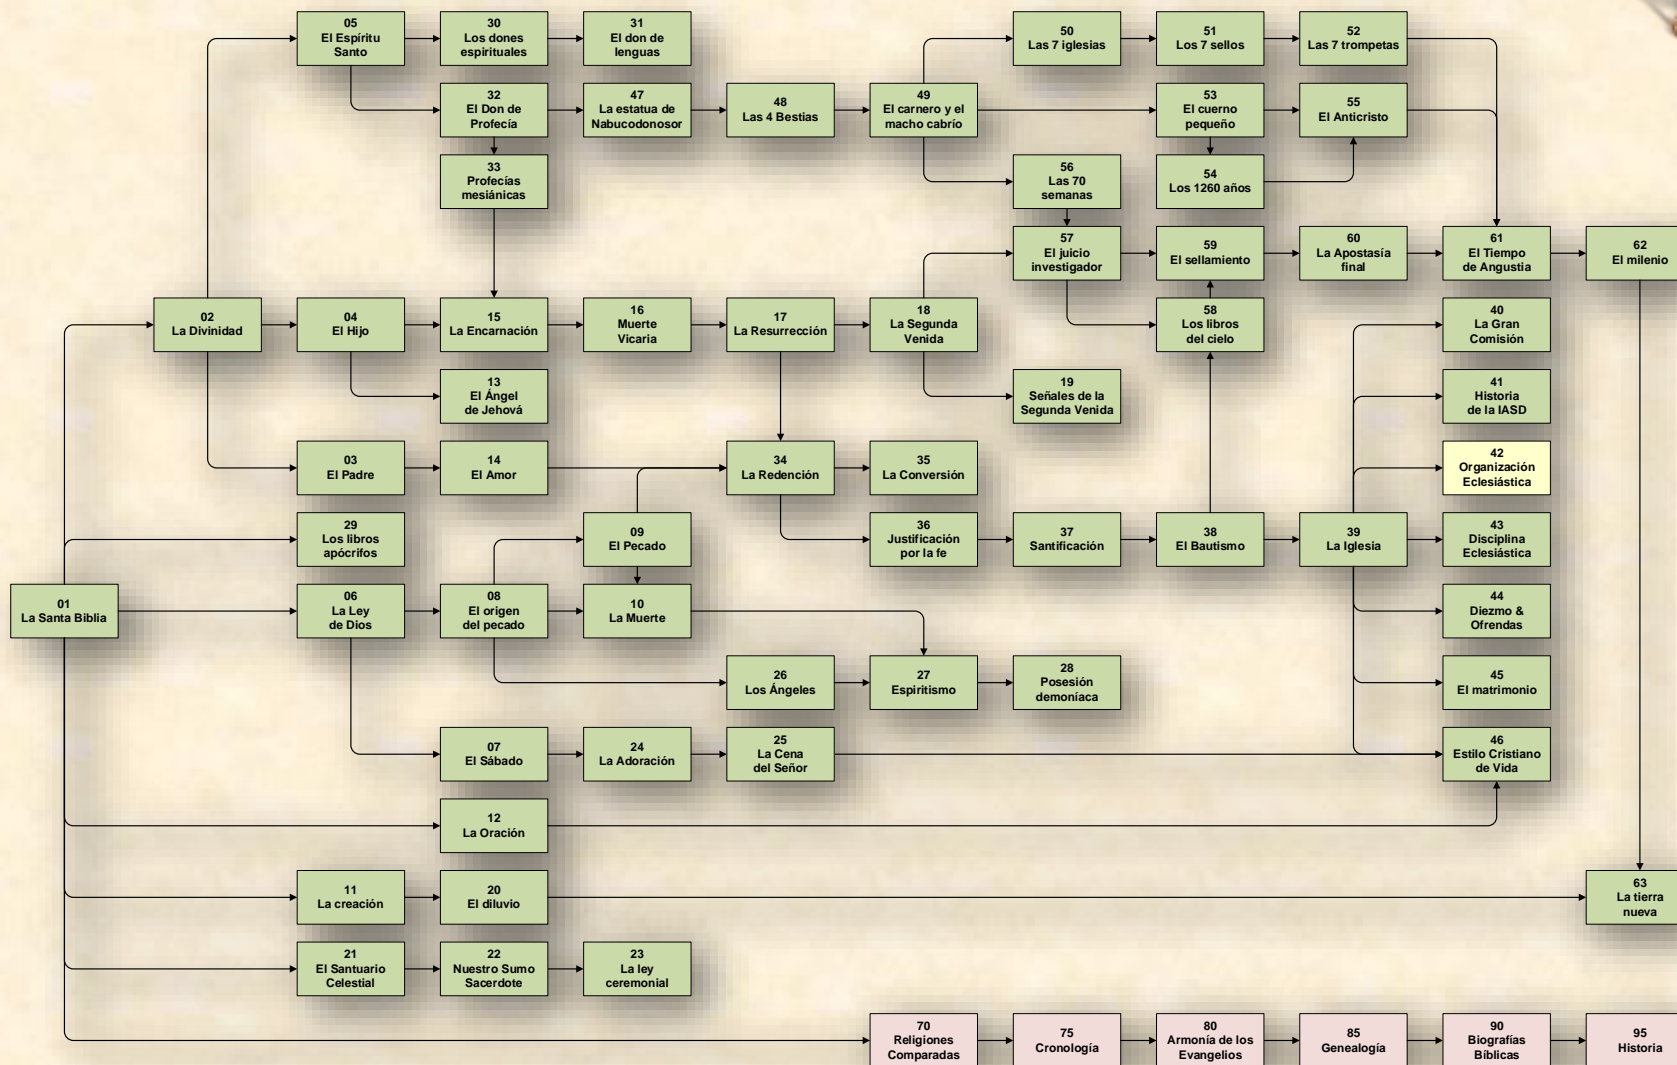 05
El Espíritu
Santo
30
Los dones
espirituales
31
El don de
lenguas
50
Las 7 iglesias
51
Los 7 sellos
52
Las 7 trompetas
32
El Don de
Profecía
47
La estatua de
Nabucodonosor
48
Las 4 Bestias
49
El carnero y el
macho cabrío
53
El cuerno
pequeño
55
El Anticristo
33
Profecías
mesiánicas
56
Las 70
semanas
54
Los 1260 años
57
El juicio
investigador
59
El sellamiento
60
La Apostasía
final
61
El Tiempo
de Angustia
62
El milenio
02
La Divinidad
04
El Hijo
15
La Encarnación
16
Muerte
Vicaria
17
La Resurrección
18
La Segunda
Venida
58
Los libros
del cielo
40
La Gran
Comisión
13
El Ángel
de Jehová
19
Señales de la
Segunda Venida
41
Historia
de la IASD
03
El Padre
14
El Amor
34
La Redención
35
La Conversión
42
Organización
Eclesiástica
29
Los libros
apócrifos
09
El Pecado
36
Justificación
por la fe
37
Santificación
38
El Bautismo
39
La Iglesia
43
Disciplina
Eclesiástica
01
La Santa Biblia
06
La Ley
de Dios
08
El origen
del pecado
10
La Muerte
44
Diezmo &
Ofrendas
26
Los Ángeles
27
Espiritismo
28
Posesión
demoníaca
45
El matrimonio
07
El Sábado
24
La Adoración
25
La Cena
del Señor
46
Estilo Cristiano
de Vida
12
La Oración
11
La creación
20
El diluvio
63
La tierra
nueva
21
El Santuario
Celestial
22
Nuestro Sumo
Sacerdote
23
La ley
ceremonial
70
Religiones
Comparadas
75
Cronología
80
Armonía de los
Evangelios
85
Genealogía
90
Biografías
Bíblicas
95
Historia